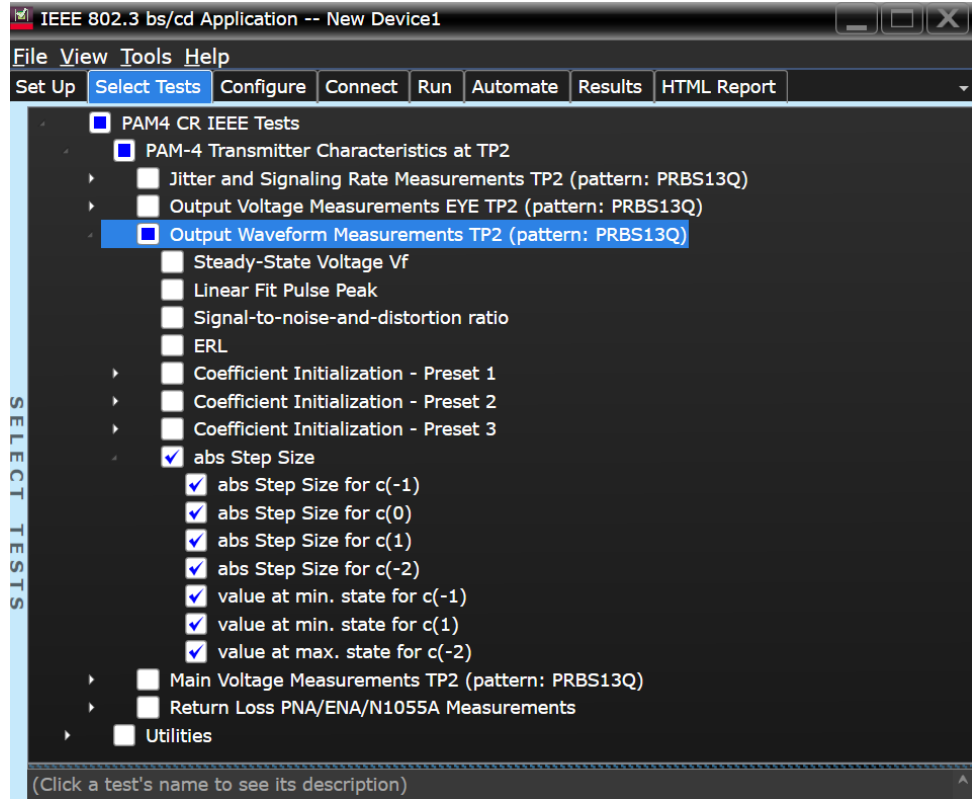 IEEE 802.3 bs/cd Application -- New Device1
File View Tools Help
Set Up Select Tests Configure Connect Run Automate Results HTML Report
PAM4 CR IEEE Tests
PAM-4 Transmitter Characteristics at TP2
Jitter and Signaling Rate Measurements TP2 (pattern: PRBS13Q)
Output Voltage Measurements EYE TP2 (pattern: PRBS13Q)
Output Waveform Measurements TP2 (pattern: PRBS13Q)
Steady-State Voltage Vf
Linear Fit Pulse Peak
Signal-to-noise-and-distortion ratio
ERL
Coefficient Initialization - Preset 1
Coefficient Initialization - Preset 2
Coefficient Initialization - Preset 3
abs Step Size
abs Step Size for c(-1)
abs Step Size for c(0)
abs Step Size for c(1)
abs Step Size for c(-2)
value at min. state for c(-1)
value at min. state for c(1)
value at max. state for c(-2)
Main Voltage Measurements TP2 (pattern: PRBS13Q)
Return Loss PNA/ENA/N1055A Measurements
Utilities
SELECT TESTS
(Click a test's name to see its description)